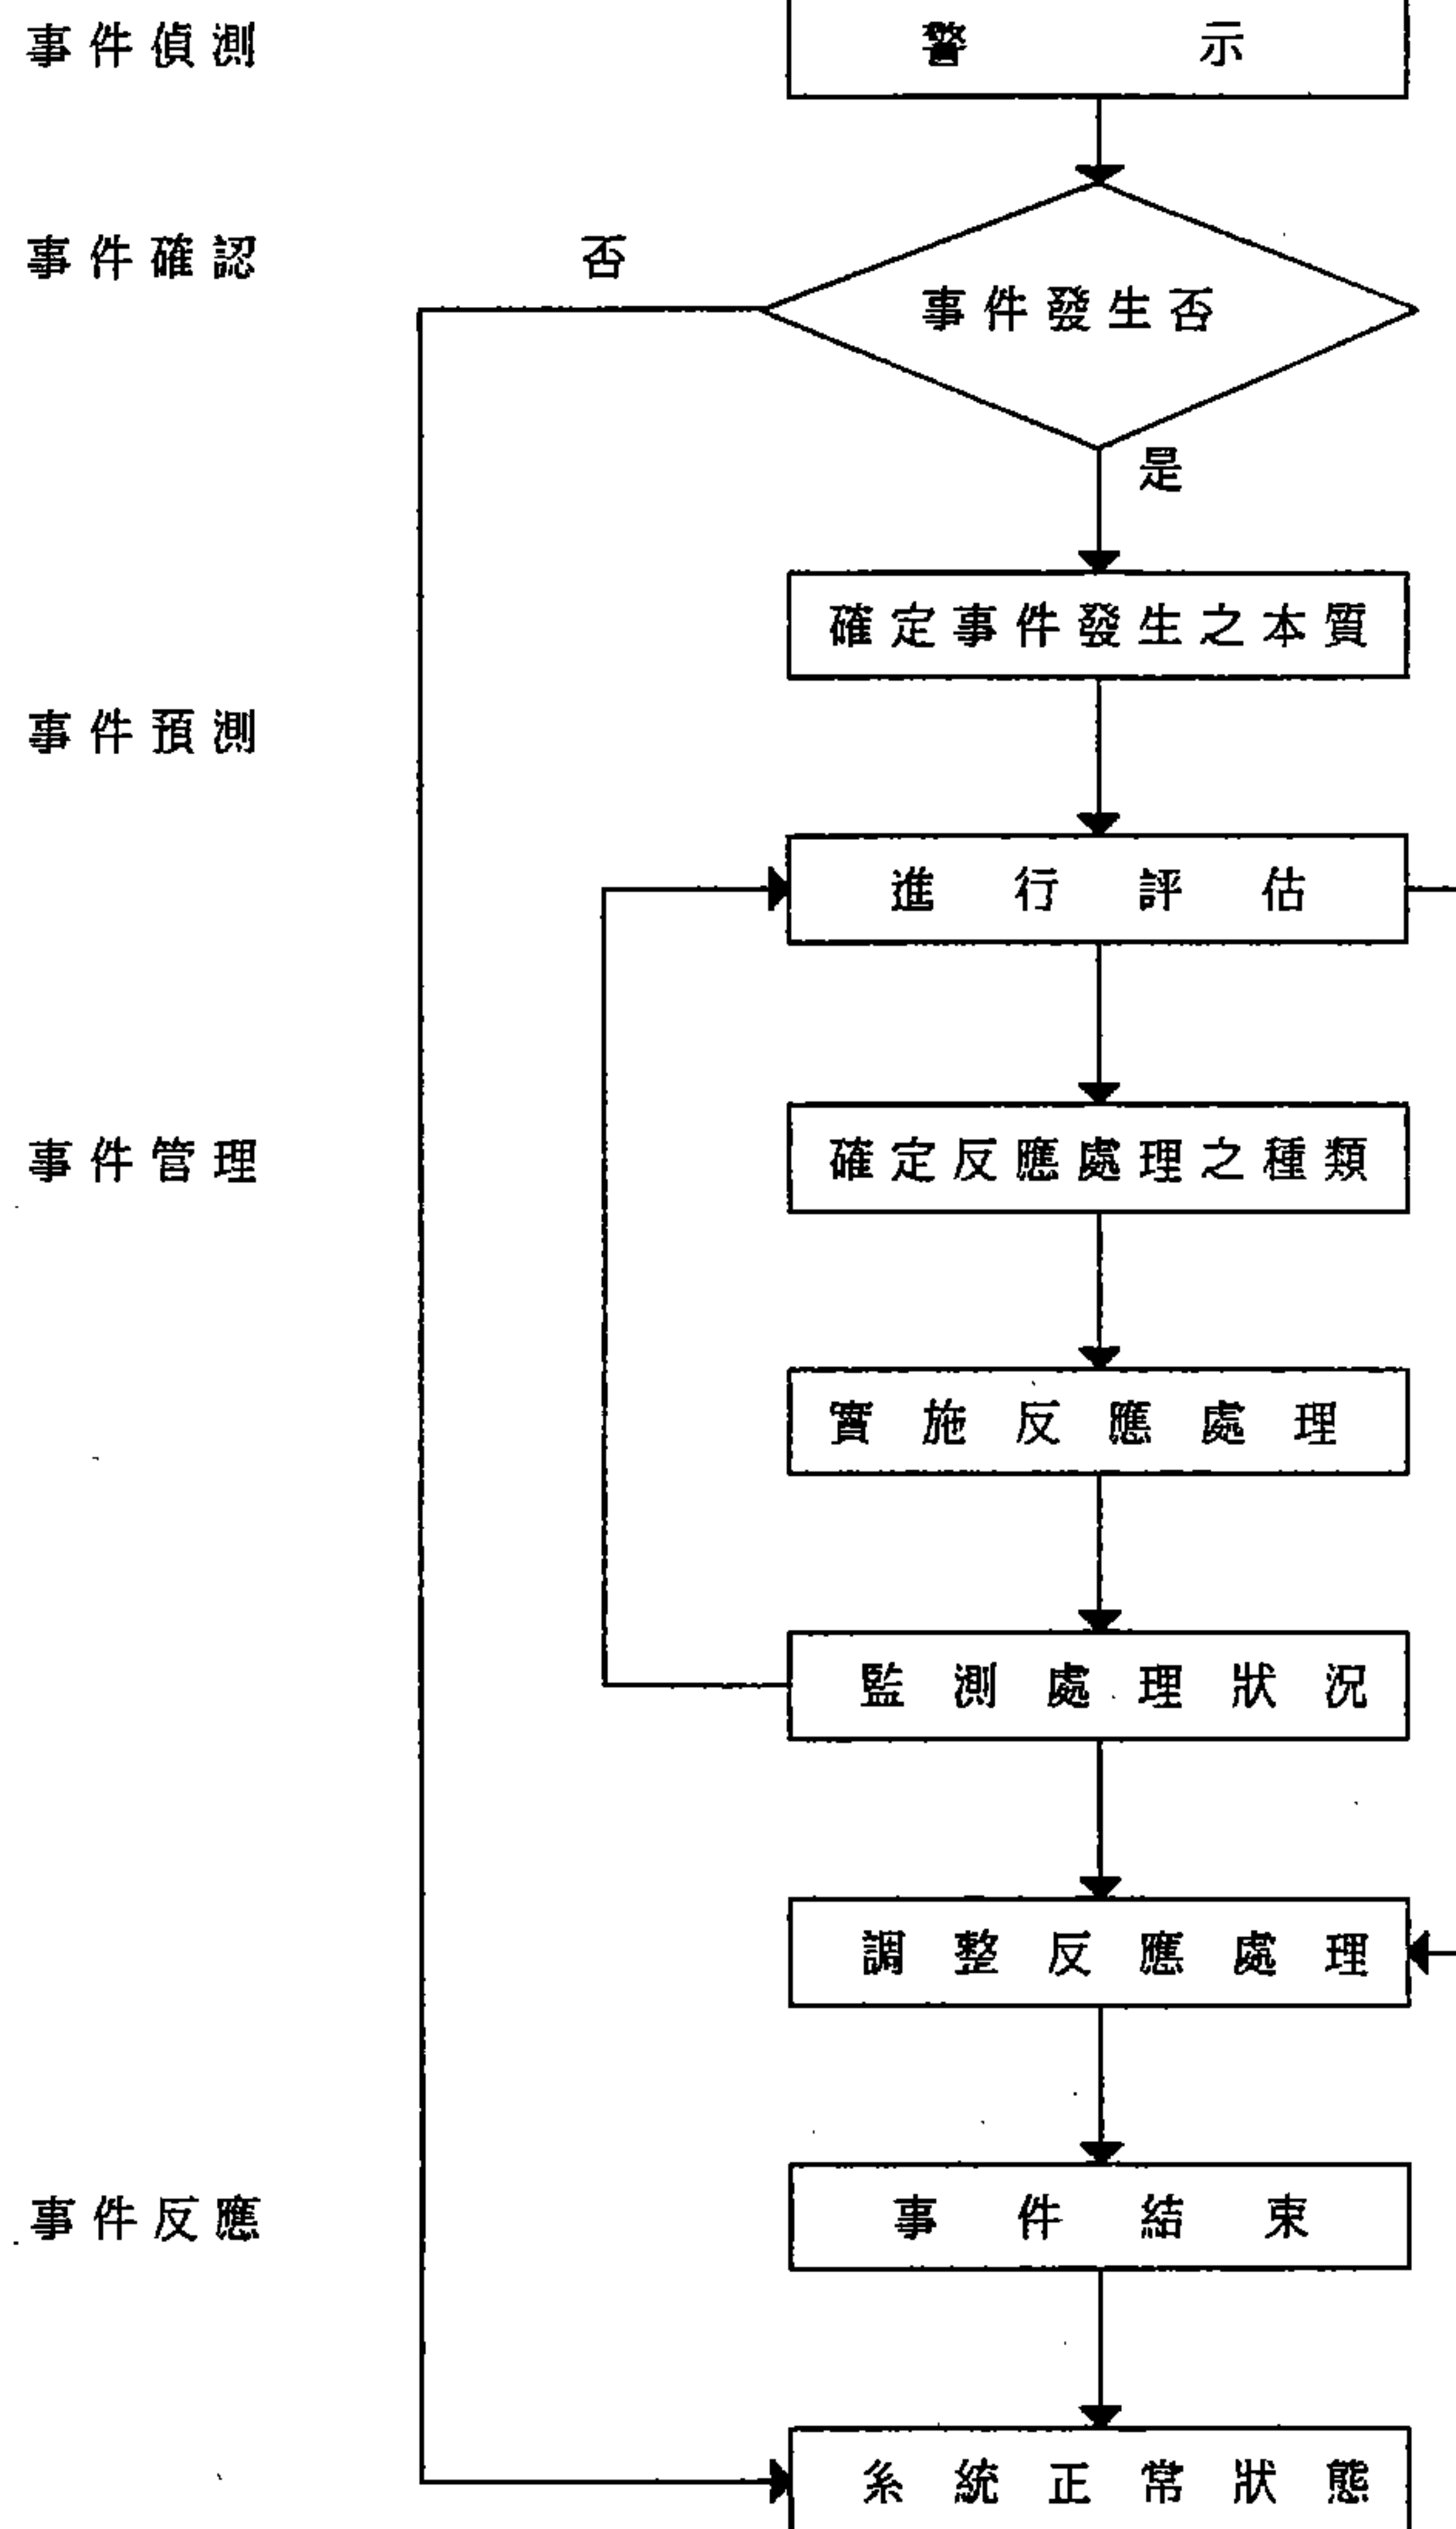 事件偵測
警示
事件確認
否
事件發生否
是
確定事件發生之本質
事件預測
進行評估
事件管理
確定反應處理之種類
實施反應處理
監測處理狀況
調整反應處理
事件反應
事件結束
系統正常狀態